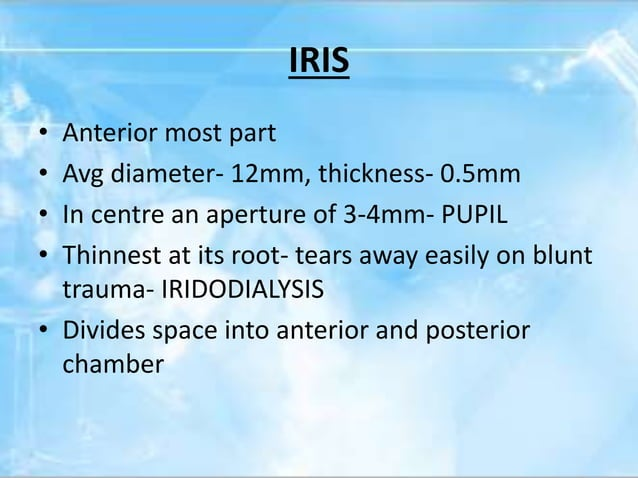 IRIS
• Anterior most part
• Avg diameter- 12mm, thickness- 0.5mm
• In centre an aperture of 3-4mm- PUPIL
• Thinnest at its root- tears away easily on blunt
trauma- IRIDODIALYSIS
• Divides space into anterior and posterior
chamber